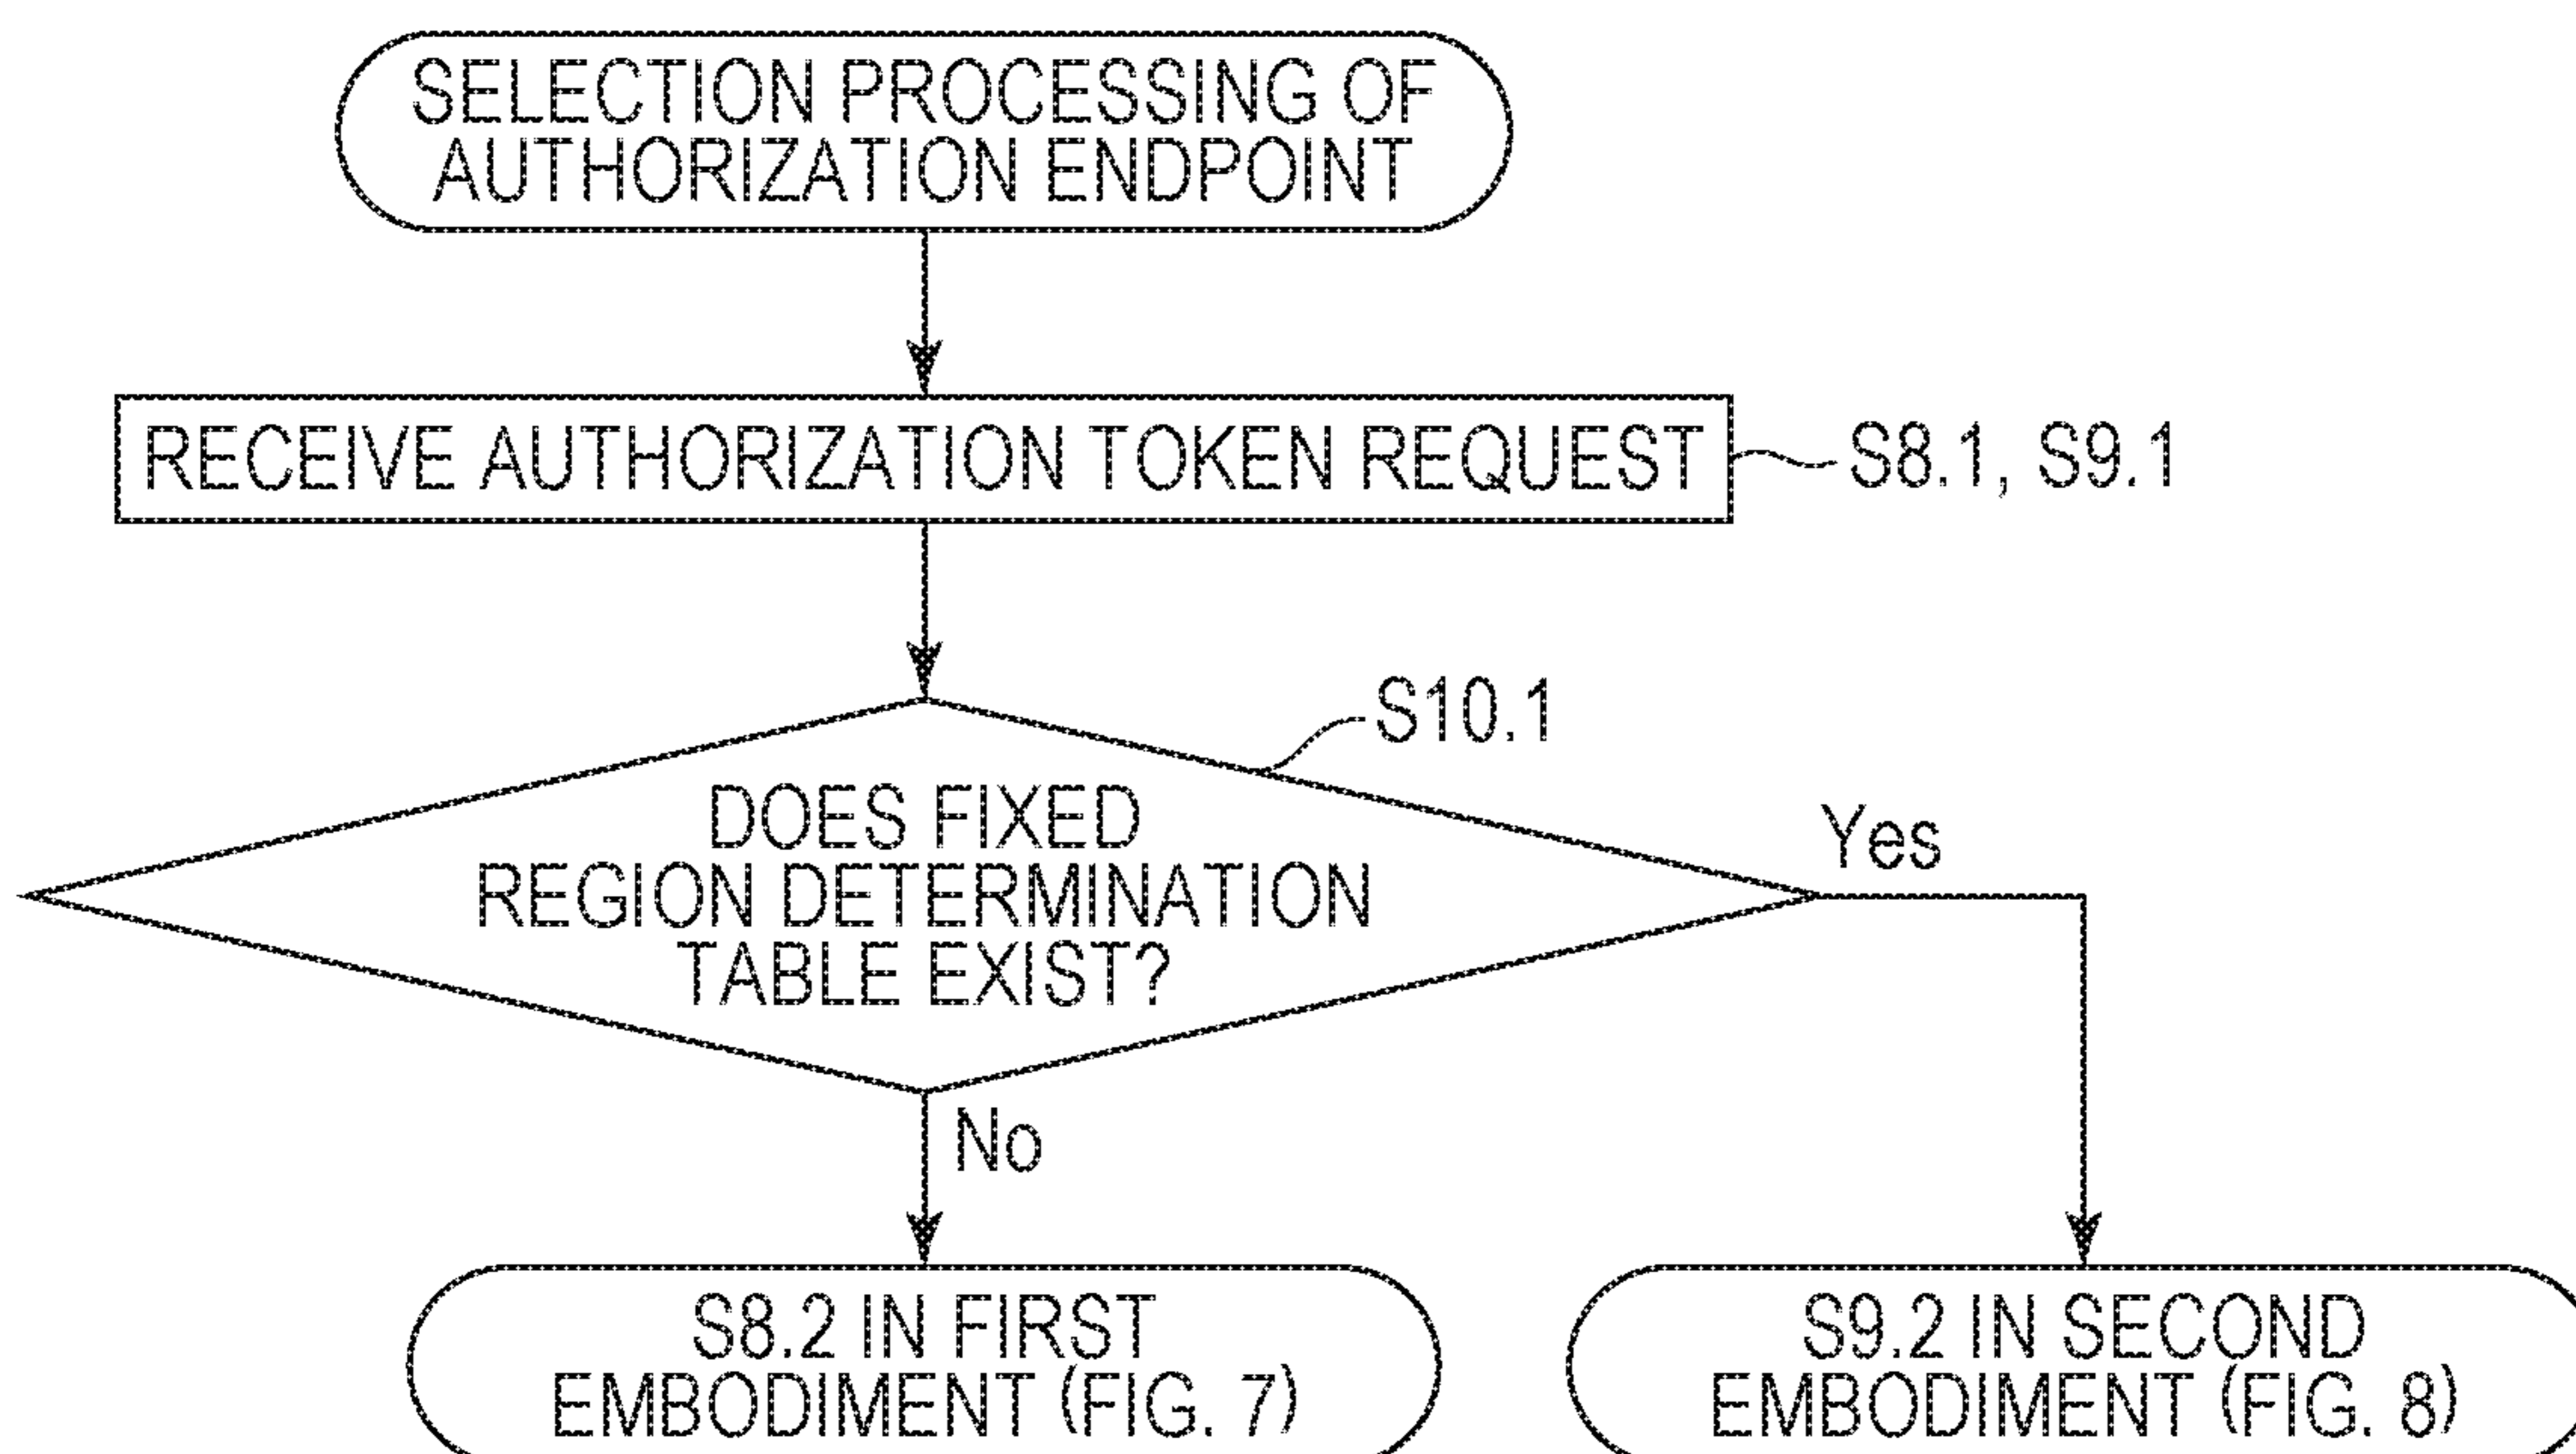 SELECTION PROCESSING OF
AUTHORIZATION ENDPOINT
RECEIVE AUTHORIZATION TOKEN REQUEST
S8.1, S9.1
S10.1
DOES FIXED
REGION DETERMINATION
TABLE EXIST?
Yes
No
S8.2 IN FIRST
EMBODIMENT (FIG. 7)
S9.2 IN SECOND
EMBODIMENT (FIG. 8)